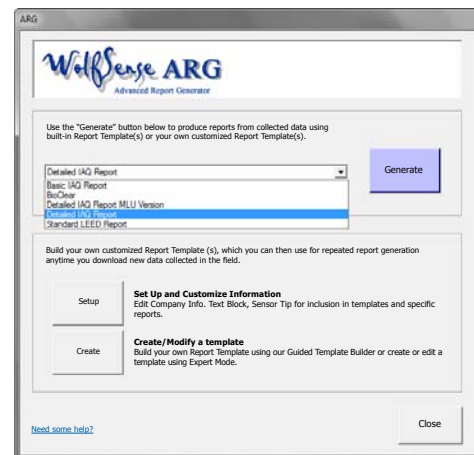 ARG
WolfSense ARG
Advanced Report Generator
Use the "Generate" button below to produce reports from collected data using
built-in Report Template(s) or your own customized Report Template(s).
Detailed IAQ Report
Generate
Basic IAQ Report
BioClear
Detailed IAQ Report MLU Version
Detailed IAQ Report
Standard LEED Report
Build your own customized Report Template (s), which you can then use for repeated report generation
anytime you download new data collected in the field.
Setup
Set Up and Customize Information
Edit Company Info. Text Block, Sensor Tip for inclusion in templates and specific
reports.
Create
Create/Modify a template
Build your own Report Template using our Guided Template Builder or create or edit a
template using Expert Mode.
Need some help?
Close